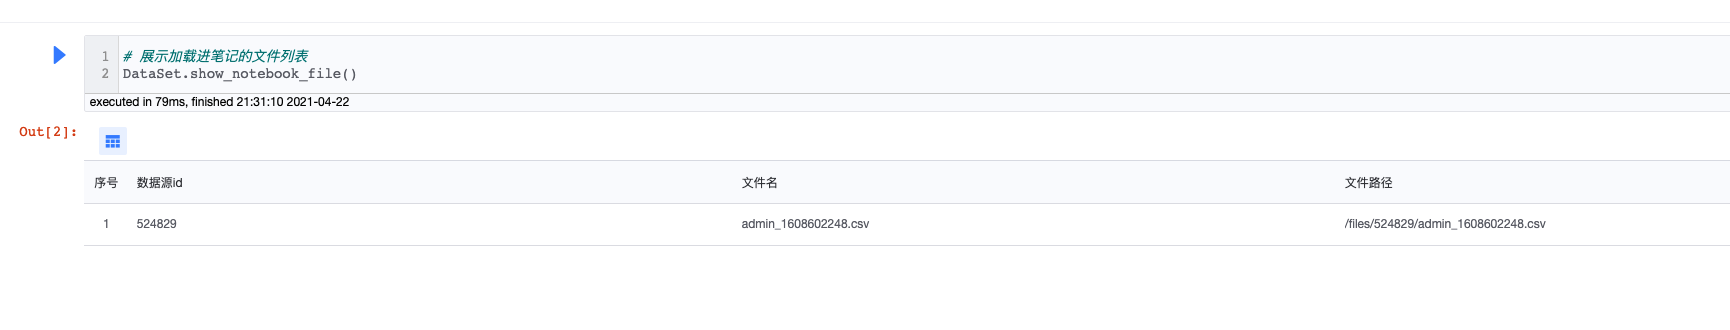 1 # 展示加载进笔记的文件列表
2 DataSet.show_notebook_file()
executed in 79ms, finished 21:31:10 2021-04-22
Out[2]:
序号 数据源id 文件名 文件路径
1 524829 admin_1608602248.csv /files/524829/admin_1608602248.csv